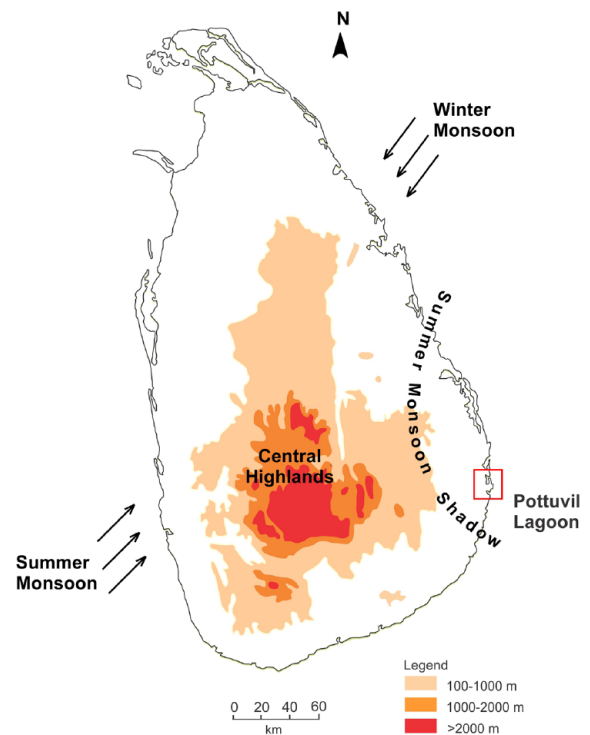 N
Winter
Monsoon
Summer Monsoon Shadow
Central
Highlands
Pottuvil
Lagoon
Summer
Monsoon
Legend
100-1000 m
1000-2000 m
>2000 m
0 20 40 60
km